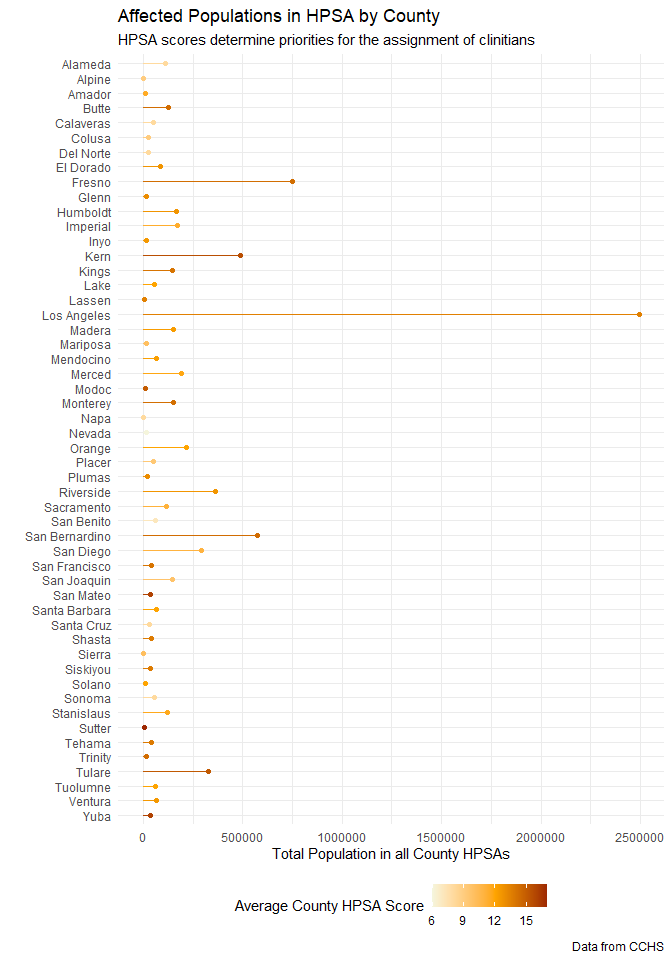 Affected Populations in HPSA by County
HPSA scores determine priorities for the assignment of clinitians
Alameda
Alpine
Amador
Butte
Calaveras
Colusa
Del Norte
El Dorado
Fresno
Glenn
Humboldt
Imperial
Inyo
Kern
Kings
Lake
Lassen
Los Angeles
Madera
Mariposa
Mendocino
Merced
Modoc
Monterey
Napa
Nevada
Orange
Placer
Plumas
Riverside
Sacramento
San Benito
San Bernardino
San Diego
San Francisco
San Joaquin
San Mateo
Santa Barbara
Santa Cruz
Shasta
Sierra
Siskiyou
Solano
Sonoma
Stanislaus
Sutter
Tehama
Trinity
Tulare
Tuolumne
Ventura
Yuba
0 500000 1000000 1500000 2000000 2500000
Total Population in all County HPSAs
Average County HPSA Score
6 9 12 15
Data from CCHS